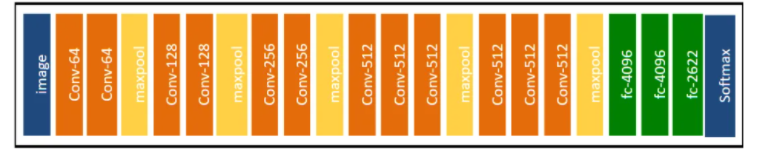 image
Conv-64
Conv-64
maxpool
Conv-128
Conv-128
maxpool
Conv-256
Conv-256
maxpool
Conv-512
Conv-512
Conv-512
maxpool
Conv-512
Conv-512
Conv-512
maxpool
fc-4096
fc-4096
fc-2622
Softmax